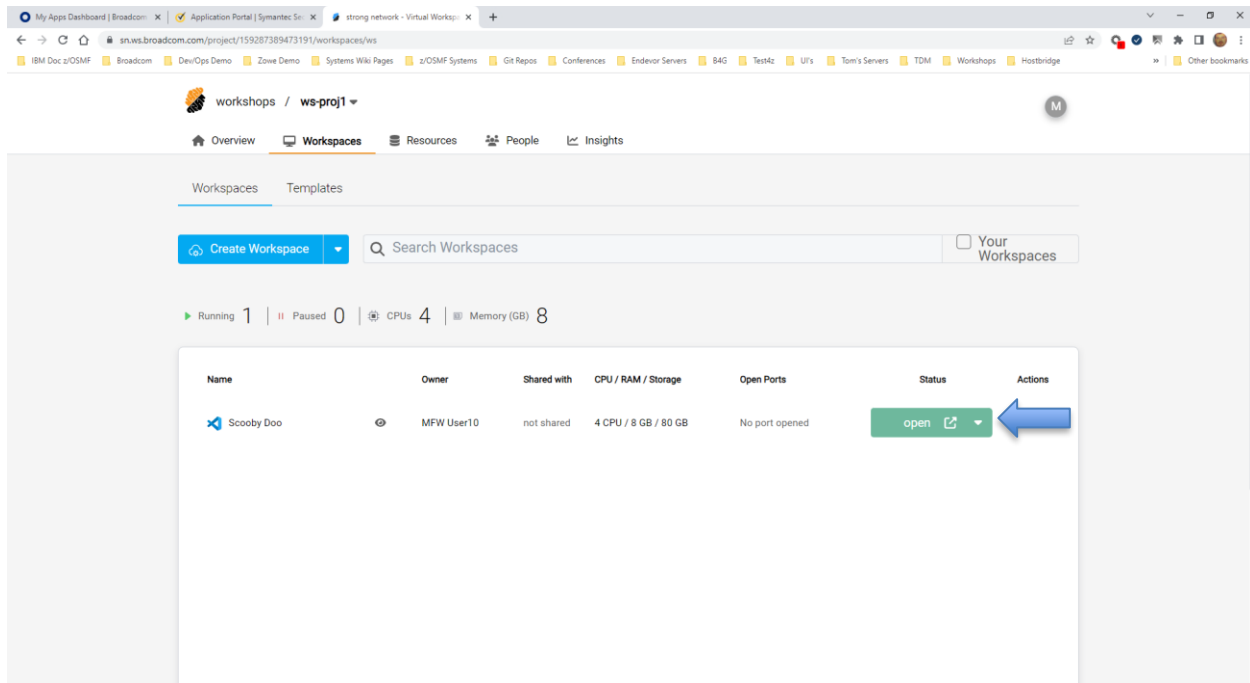 My Apps Dashboard | Broadcom Application Portal | Symantec Se strong network - Virtual Worksp
sn.ws.broadcom.com/project/159287389473191/workspaces/ws
IBM Doc z/OSMF Broadcom Dev/Ops Demo Zowe Demo Systems Wiki Pages z/OSMF Systems Git Repos Conferences Endevor Servers B4G Test4z UI's Tom's Servers TDM Workshops Hostbridge » Other bookmarks
workshops / ws-proj1
M
Overview Workspaces Resources People Insights
Workspaces Templates
Create Workspace Search Workspaces Your Workspaces
Running 1 Paused 0 CPUs 4 Memory (GB) 8
Name Owner Shared with CPU / RAM / Storage Open Ports Status Actions
Scooby Doo MFW User10 not shared 4 CPU / 8 GB / 80 GB No port opened open